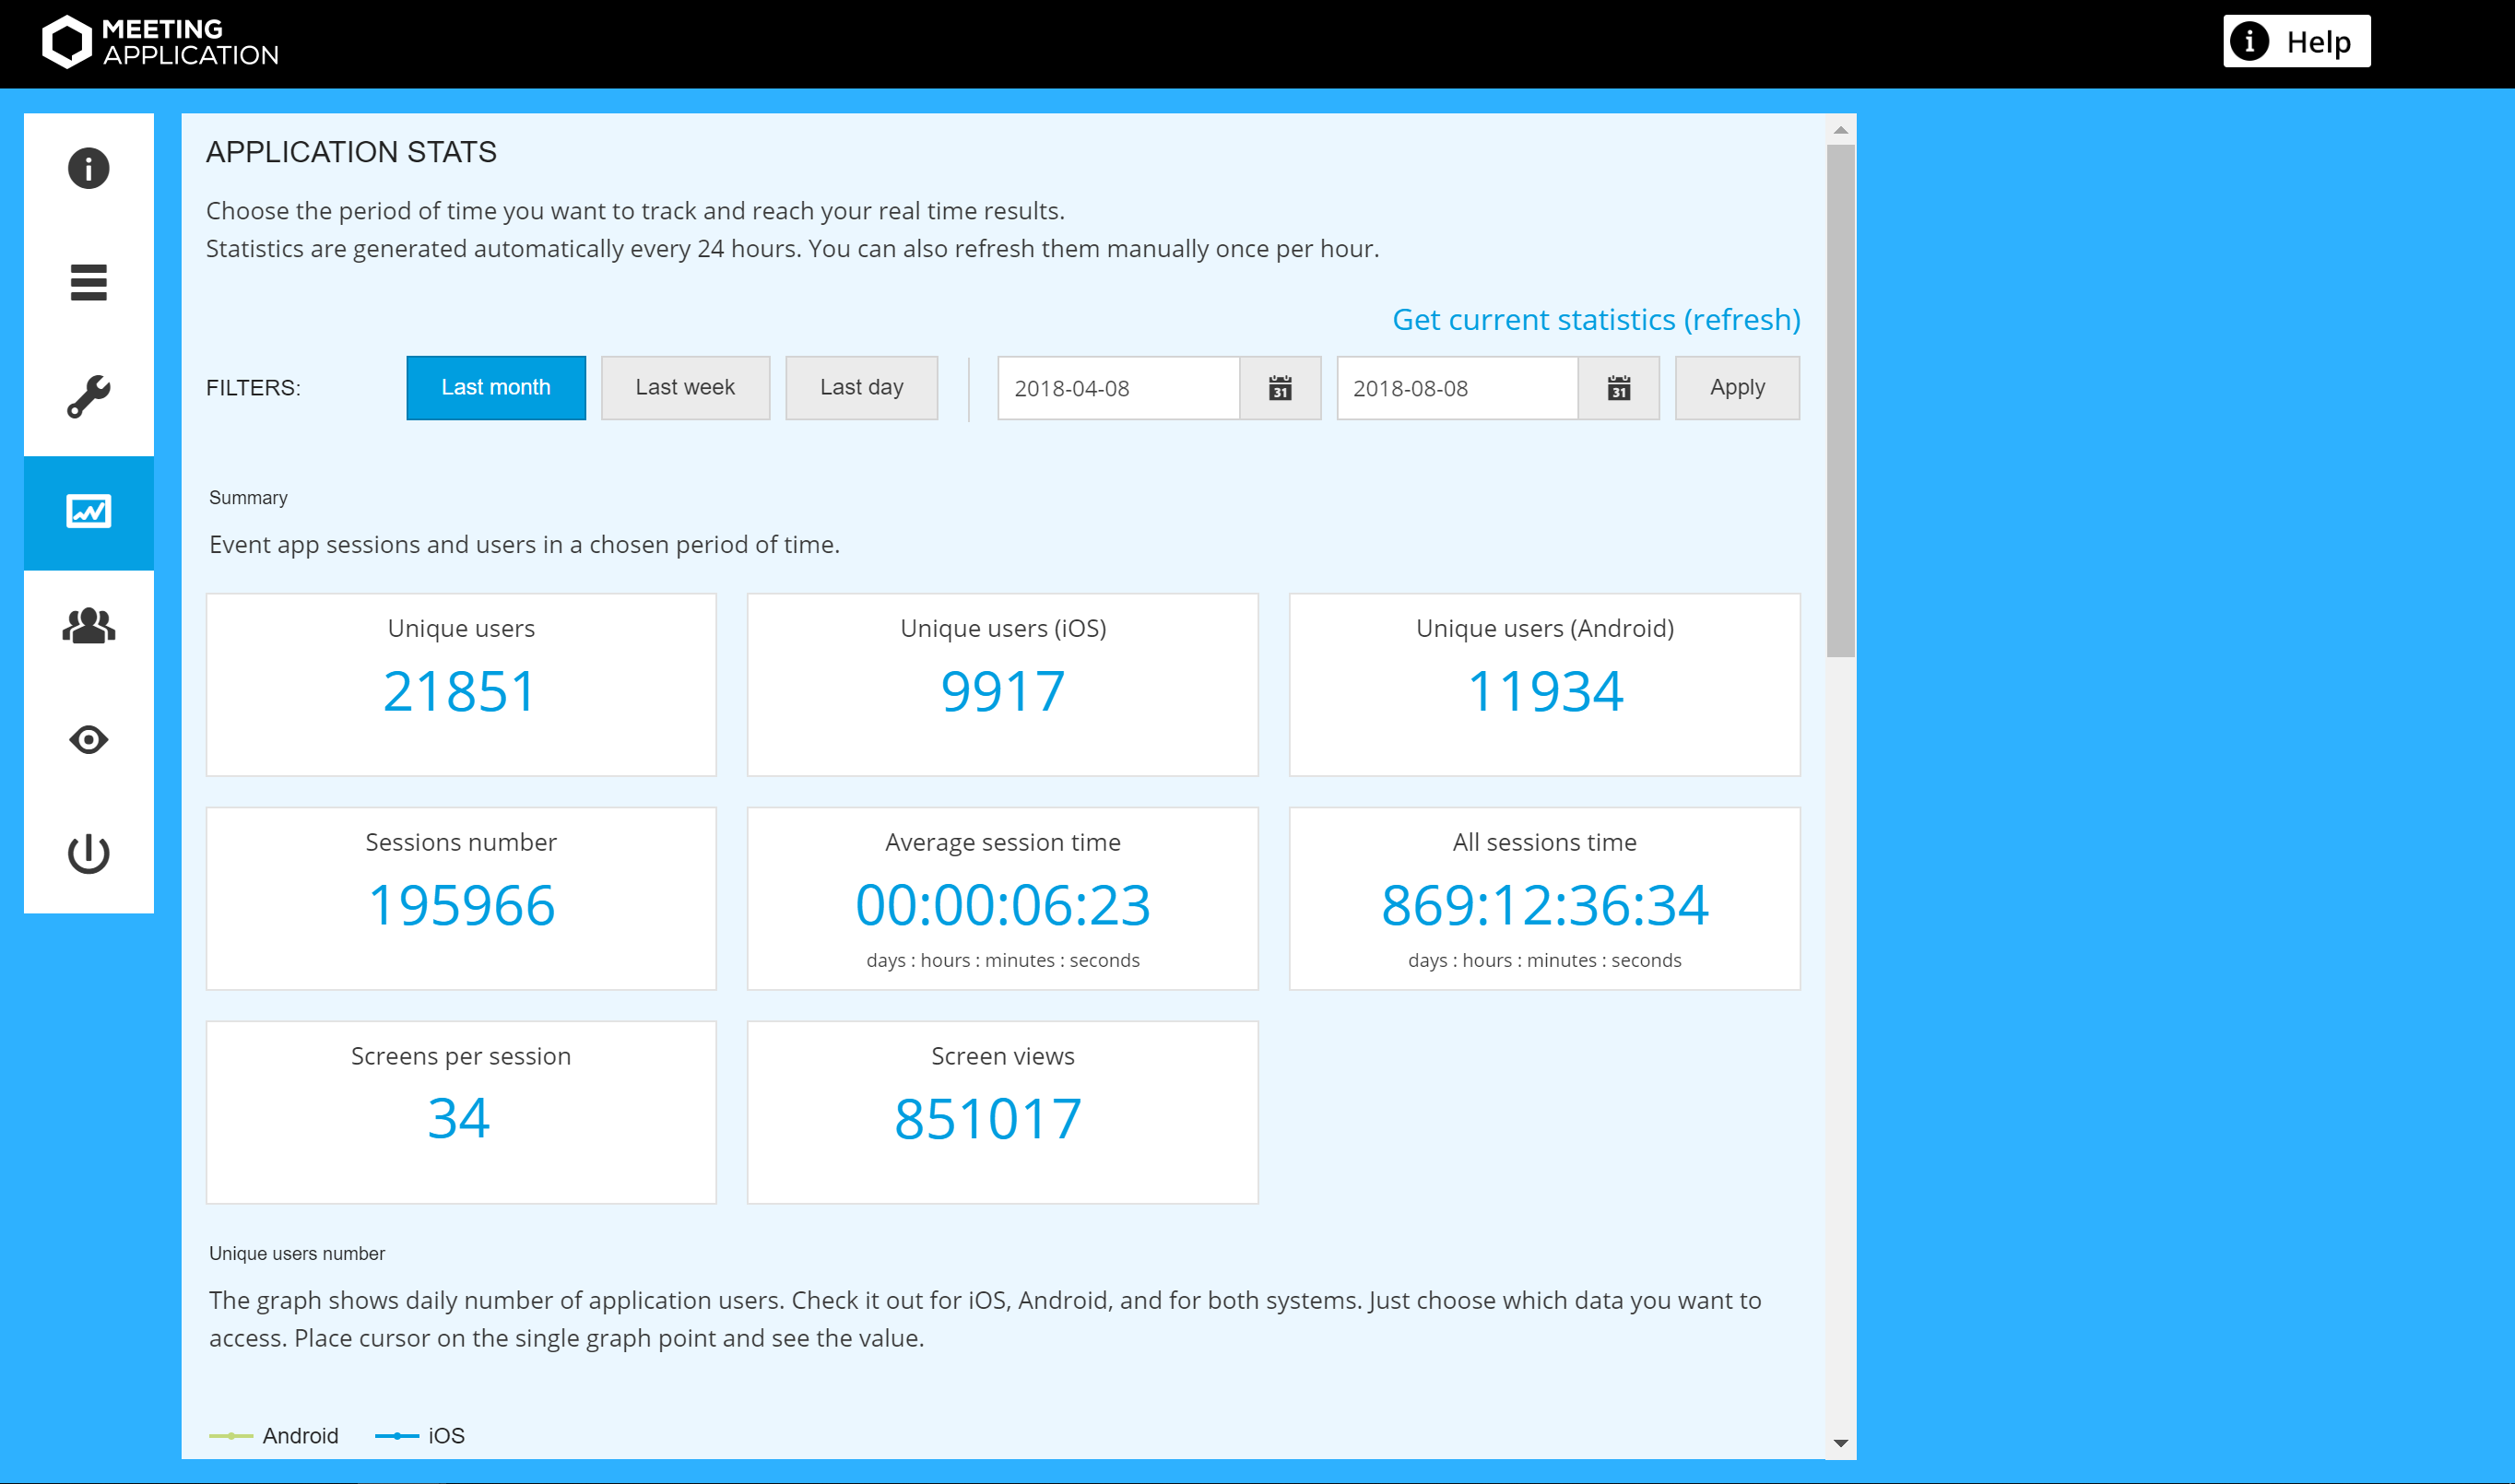 MEETING
APPLICATION
Help
APPLICATION STATS
Choose the period of time you want to track and reach your real time results.
Statistics are generated automatically every 24 hours. You can also refresh them manually once per hour.
Get current statistics (refresh)
FILTERS:
Last month
Last week
Last day
2018-04-08
31
2018-08-08
31
Apply
Summary
Event app sessions and users in a chosen period of time.
Unique users
21851
Unique users (iOS)
9917
Unique users (Android)
11934
Sessions number
195966
Average session time
00:00:06:23
days : hours : minutes : seconds
All sessions time
869:12:36:34
days : hours : minutes : seconds
Screens per session
34
Screen views
851017
Unique users number
The graph shows daily number of application users. Check it out for iOS, Android, and for both systems. Just choose which data you want to
access. Place cursor on the single graph point and see the value.
Android
iOS